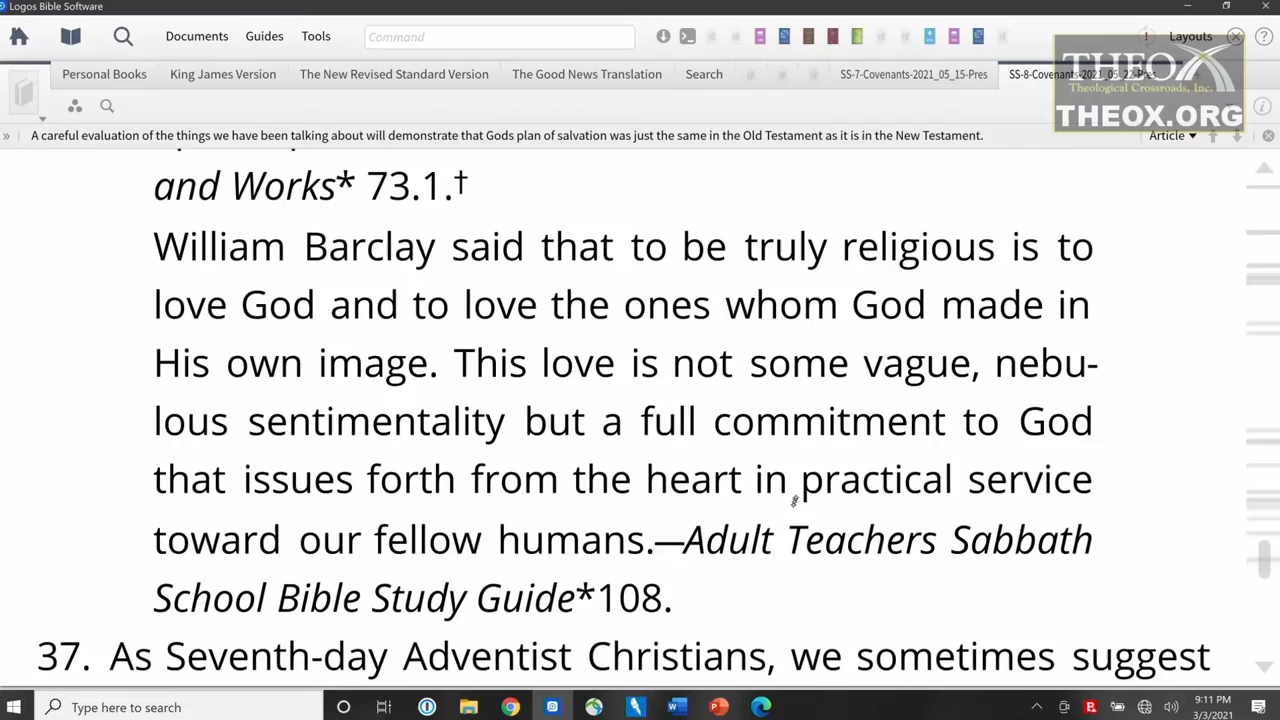 Logos Bible Software
Documents Guides Tools Command Layouts
Personal Books King James Version The New Revised Standard Version The Good News Translation Search SS-7-Covenants-2021_05_15-Pres SS-8-Covenants-2021_05_22-Pres
THEOX
Theological Crossroads, Inc.
THEOX.ORG
A careful evaluation of the things we have been talking about will demonstrate that Gods plan of salvation was just the same in the Old Testament as it is in the New Testament. Article
and Works* 73.1.†
William Barclay said that to be truly religious is to
love God and to love the ones whom God made in
His own image. This love is not some vague, nebu-
lous sentimentality but a full commitment to God
that issues forth from the heart in practical service
toward our fellow humans.—Adult Teachers Sabbath
School Bible Study Guide*108.
37. As Seventh-day Adventist Christians, we sometimes suggest
Type here to search
9:11 PM
3/3/2021